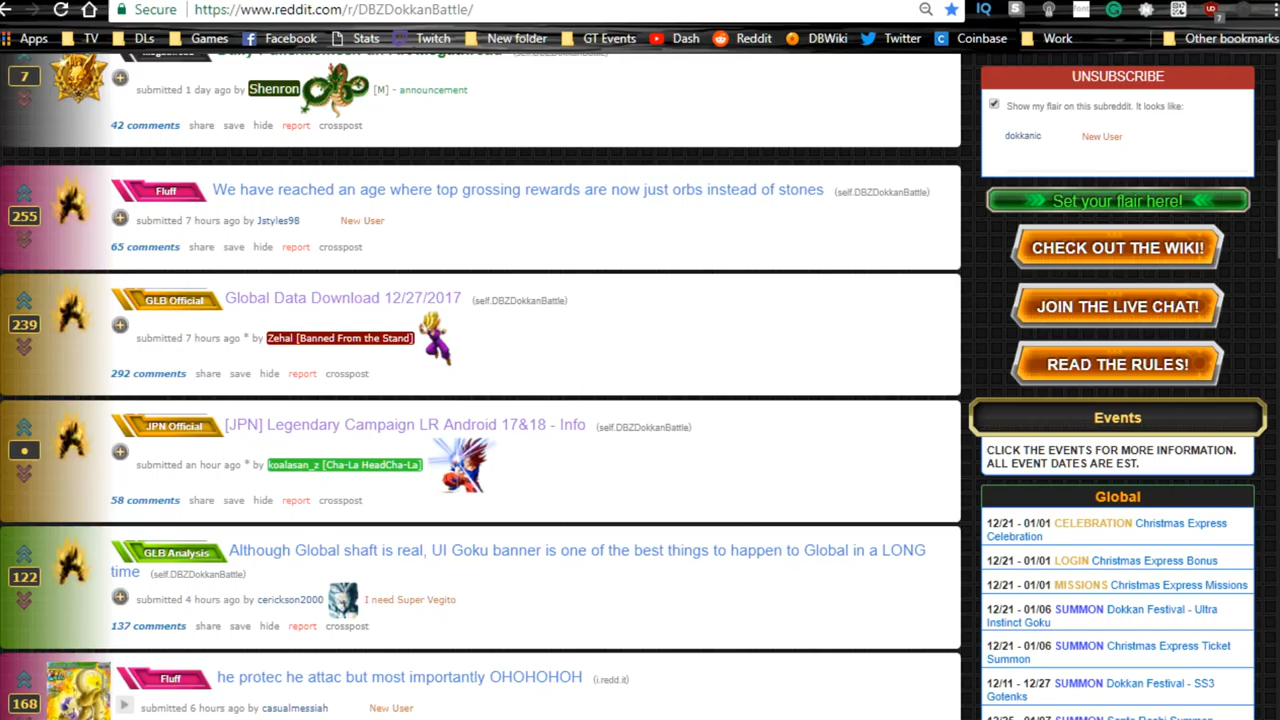 Secure https://www.reddit.com/r/DBZDokkanBattle/
Apps TV DLs Games Facebook Stats Twitch New folder GT Events Dash Reddit DBWiki Twitter Coinbase Work Other bookmarks
7
submitted 1 day ago by Shenron [M] - announcement
42 comments share save hide report crosspost
255
Fluff We have reached an age where top grossing rewards are now just orbs instead of stones (self.DBZDokkanBattle)
submitted 7 hours ago by Jstyles98 New User
65 comments share save hide report crosspost
239
GLB Official Global Data Download 12/27/2017 (self.DBZDokkanBattle)
submitted 7 hours ago * by Zehal [Banned From the Stand]
292 comments share save hide report crosspost
•
JPN Official [JPN] Legendary Campaign LR Android 17&18 - Info (self.DBZDokkanBattle)
submitted an hour ago * by koalasan_z [Cha-La HeadCha-La]
58 comments share save hide report crosspost
122
GLB Analysis Although Global shaft is real, UI Goku banner is one of the best things to happen to Global in a LONG
time (self.DBZDokkanBattle)
submitted 4 hours ago by cerickson2000 I need Super Vegito
137 comments share save hide report crosspost
168
Fluff he protec he attac but most importantly OHOHOHOH (i.redd.it)
submitted 6 hours ago by casualmessiah New User
UNSUBSCRIBE
Show my flair on this subreddit. It looks like:
dokkanic New User
Set your flair here!
CHECK OUT THE WIKI!
JOIN THE LIVE CHAT!
READ THE RULES!
Events
CLICK THE EVENTS FOR MORE INFORMATION.
ALL EVENT DATES ARE EST.
Global
12/21 - 01/01 CELEBRATION Christmas Express
Celebration
12/21 - 01/01 LOGIN Christmas Express Bonus
12/21 - 01/01 MISSIONS Christmas Express Missions
12/21 - 01/06 SUMMON Dokkan Festival - Ultra
Instinct Goku
12/21 - 01/06 SUMMON Christmas Express Ticket
Summon
12/11 - 12/27 SUMMON Dokkan Festival - SS3
Gotenks